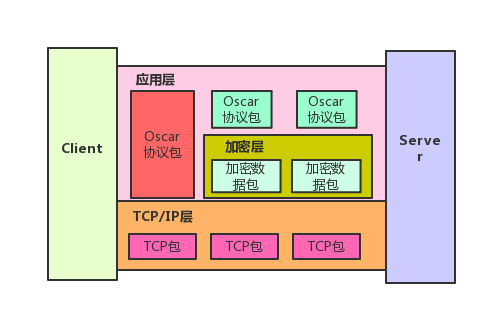 应用层
Oscar
协议包
Oscar
协议包
Oscar
协议包
加密层
加密数
据包
加密数
据包
Client
Serve
r
TCP/IP层
TCP包
TCP包
TCP包